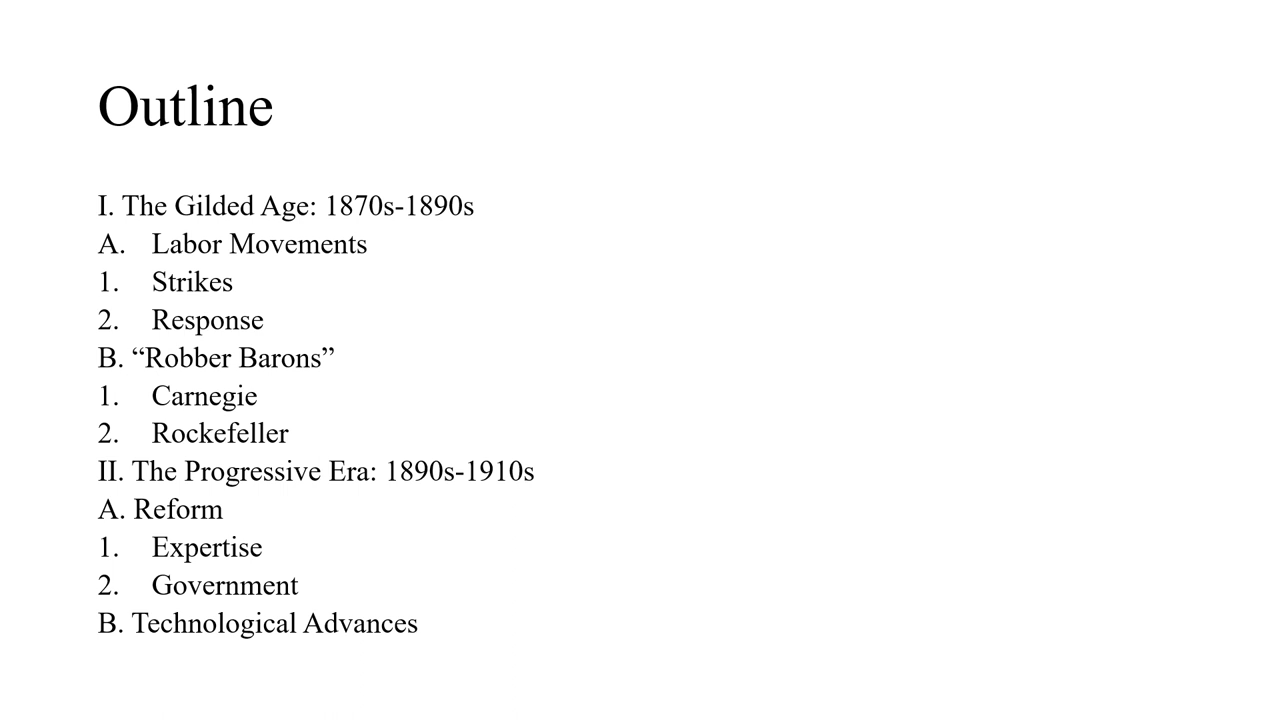 Outline
I. The Gilded Age: 1870s-1890s
A. Labor Movements
1. Strikes
2. Response
B. “Robber Barons”
1. Carnegie
2. Rockefeller
II. The Progressive Era: 1890s-1910s
A. Reform
1. Expertise
2. Government
B. Technological Advances